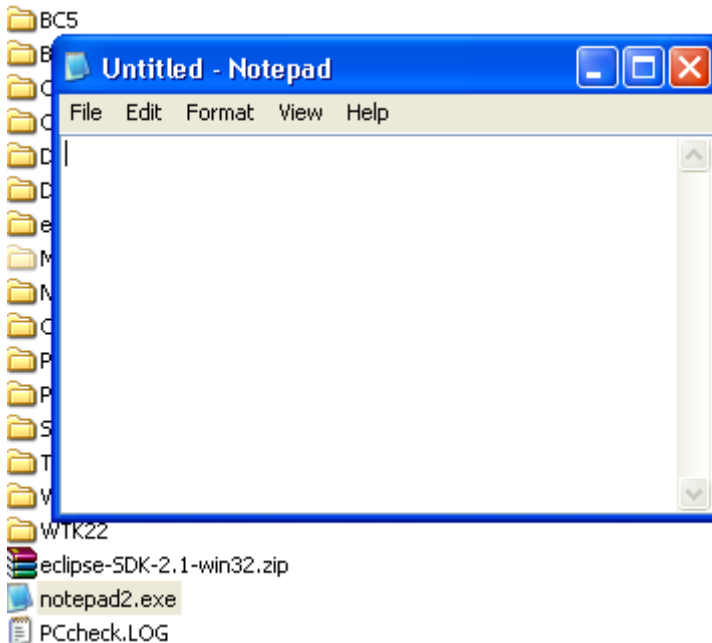 BC5
Untitled - Notepad
File Edit Format View Help
WTK22
eclipse-SDK-2.1-win32.zip
notepad2.exe
PCcheck.LOG